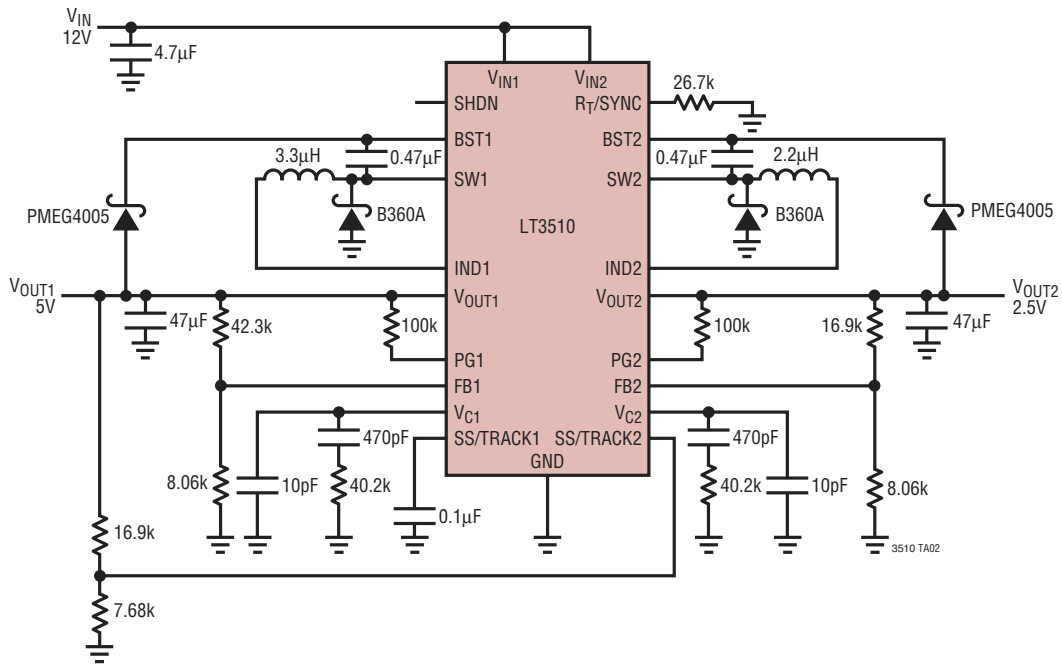 VIN
12V
4.7µF
VIN1
VIN2
SHDN
RT/SYNC
26.7k
BST1
BST2
3.3µH
0.47µF
0.47µF
2.2µH
SW1
SW2
PMEG4005
B360A
LT3510
B360A
PMEG4005
IND1
IND2
VOUT1
5V
VOUT1
VOUT2
VOUT2
2.5V
47µF
42.3k
100k
100k
16.9k
47µF
PG1
PG2
FB1
FB2
VC1
VC2
470pF
SS/TRACK1
SS/TRACK2
470pF
GND
8.06k
10pF
40.2k
40.2k
10pF
8.06k
0.1µF
16.9k
3510 TA02
7.68k